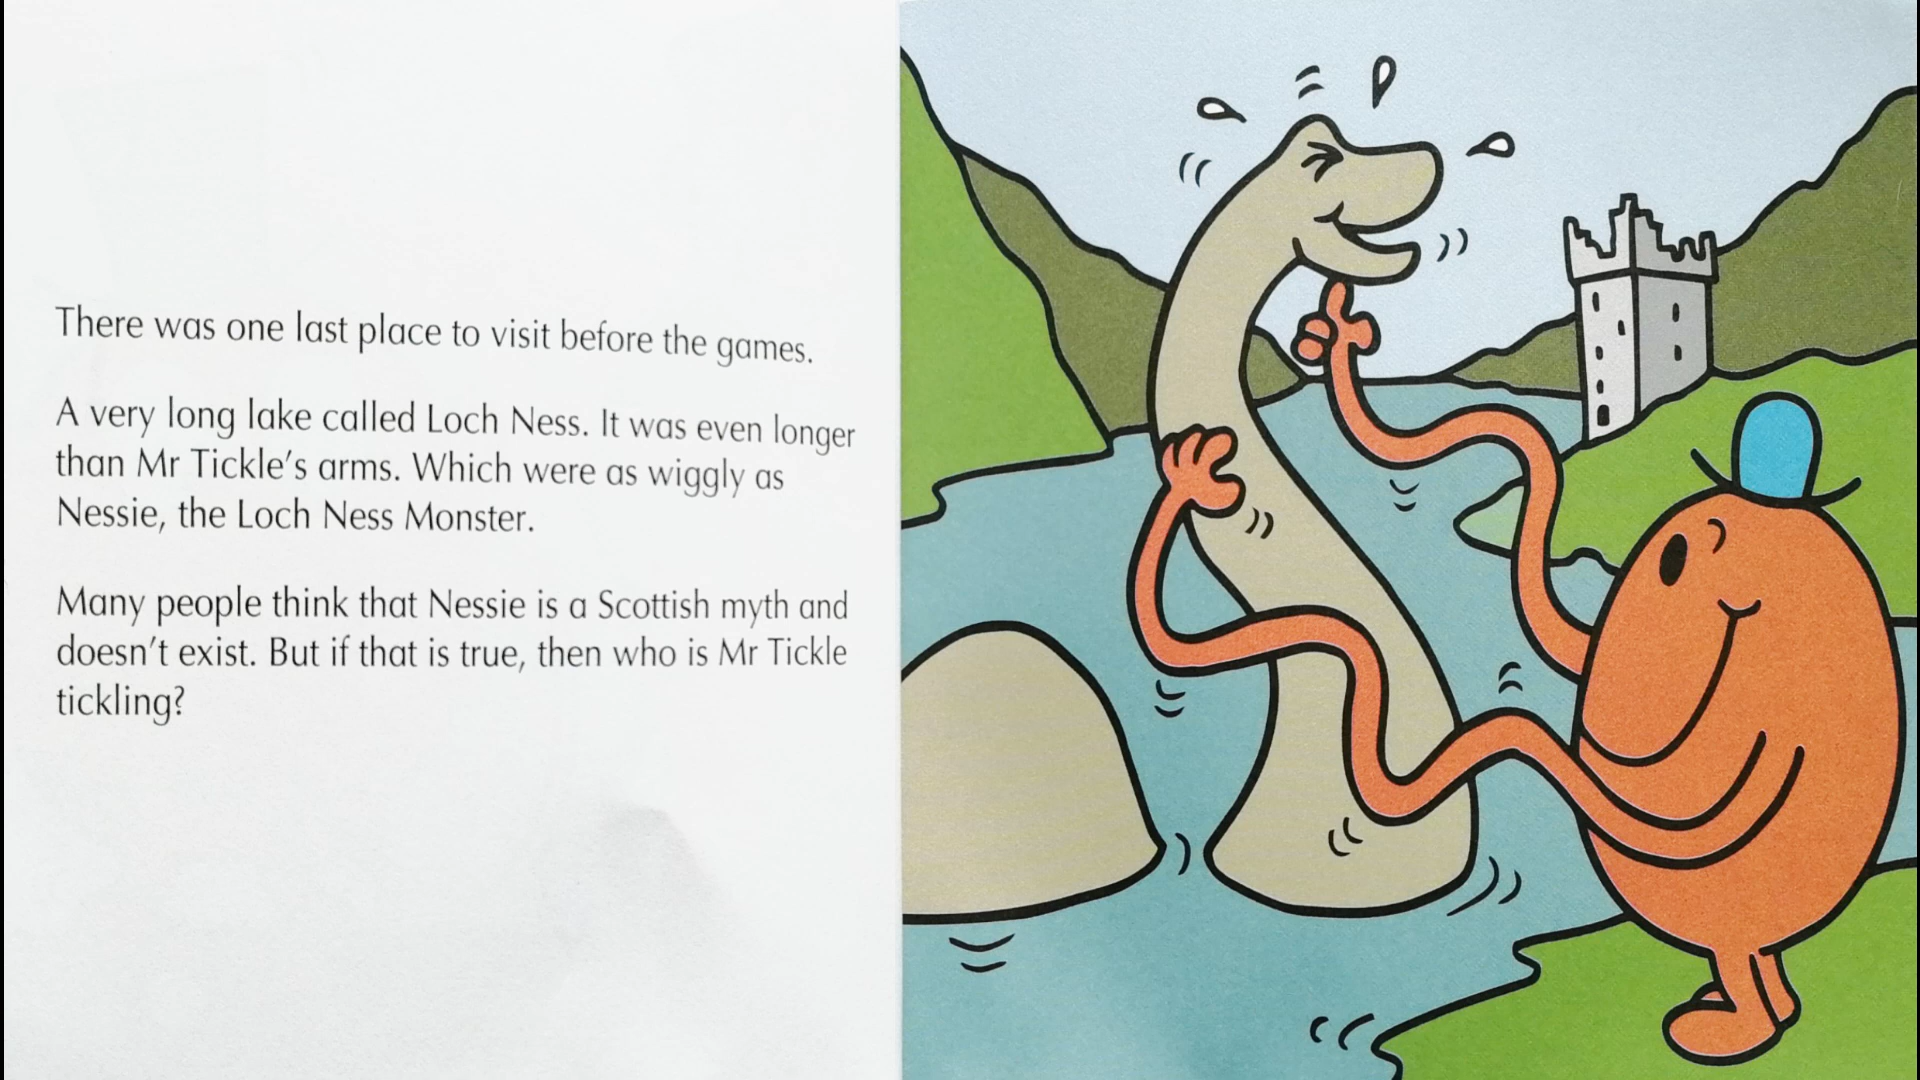 There was one last place to visit before the games.
A very long lake called Loch Ness. It was even longer
than Mr Tickle's arms. Which were as wiggly as
Nessie, the Loch Ness Monster.
Many people think that Nessie is a Scottish myth and
doesn't exist. But if that is true, then who is Mr Tickle
tickling?